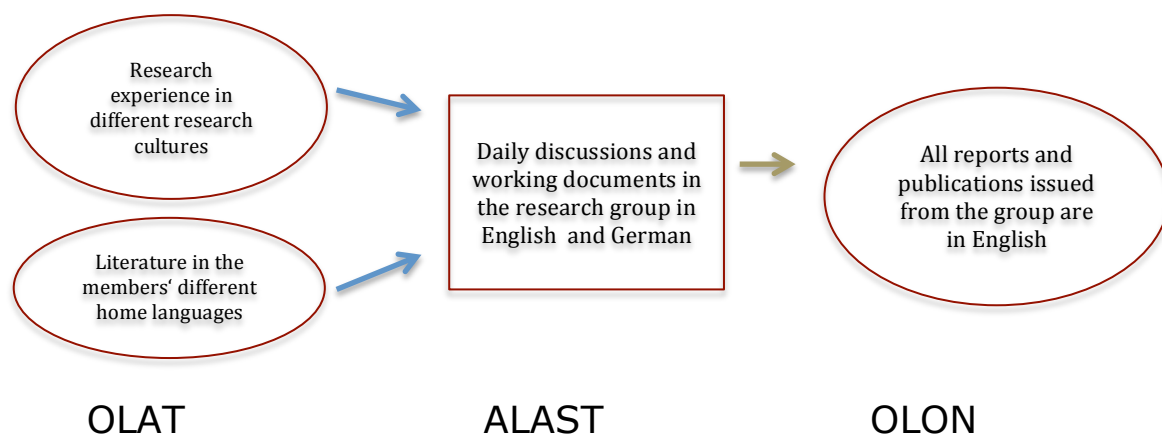 Research
experience in
different research
cultures
Literature in the
members‘ different
home languages
Daily discussions and
working documents in
the research group in
English and German
All reports and
publications issued
from the group are
in English
OLAT
ALAST
OLON